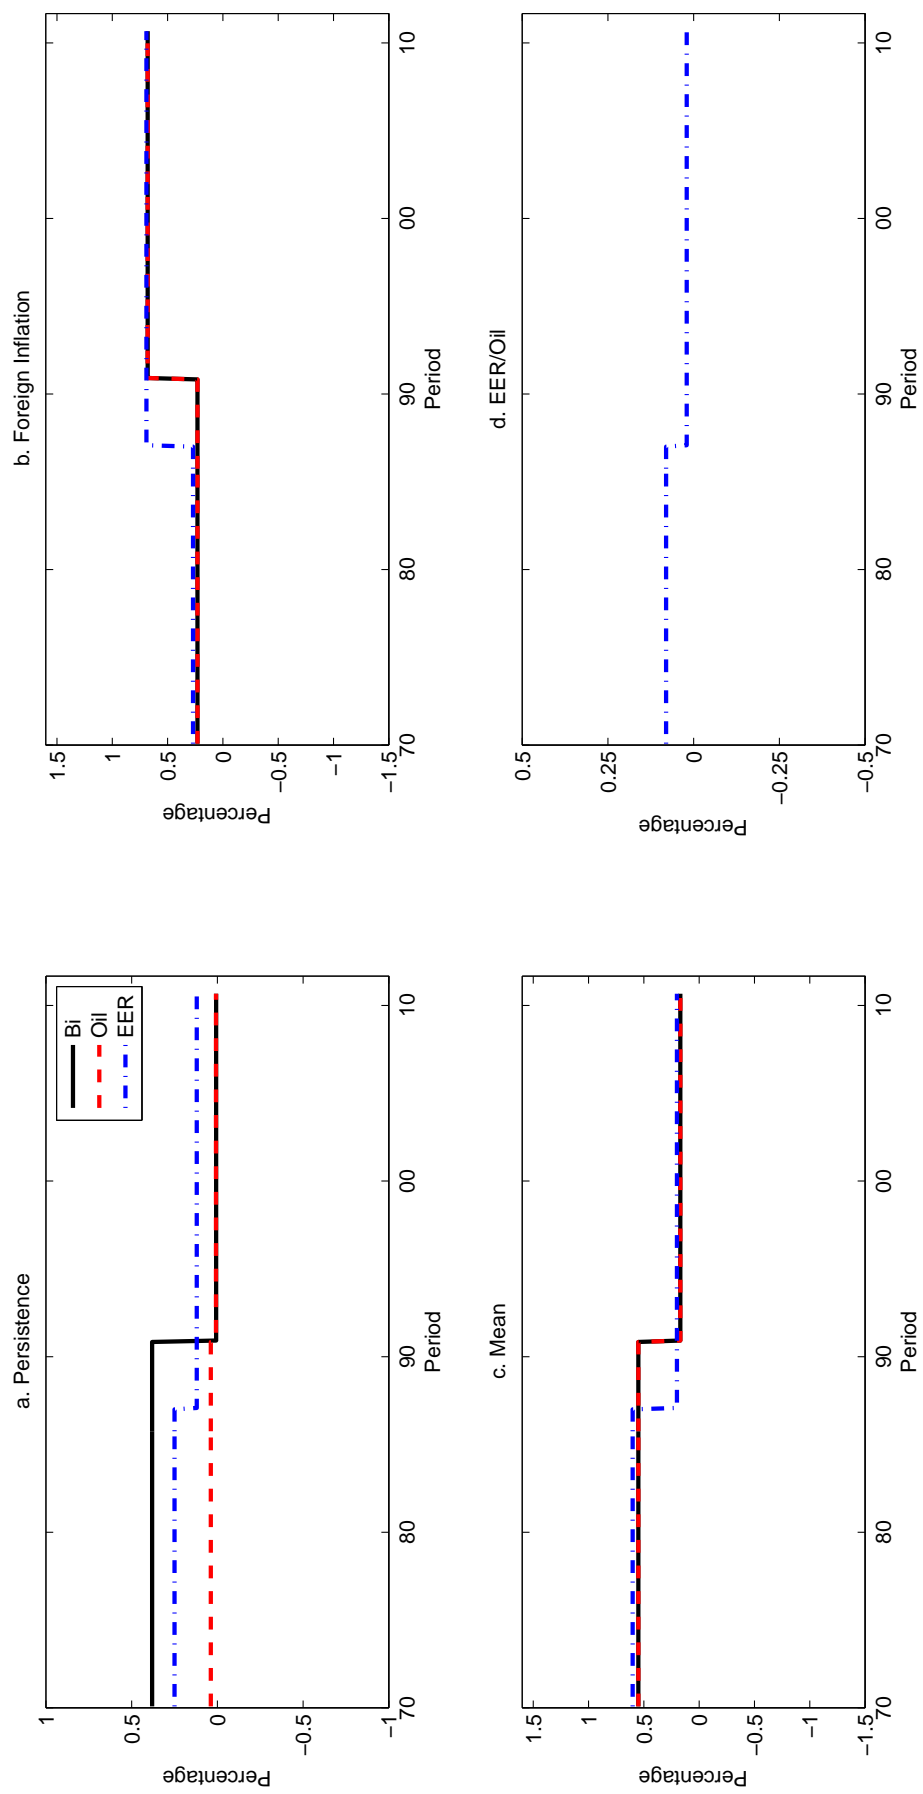 a. Persistence
1
0.5
0
−0.5
−1
Percentage
70
80
90
00
10
Period
Bi
Oil
EER
b. Foreign Inflation
1.5
1
0.5
0
−0.5
−1
−1.5
Percentage
70
80
90
00
10
Period
c. Mean
1.5
1
0.5
0
−0.5
−1
−1.5
Percentage
70
80
90
00
10
Period
d. EER/Oil
0.5
0.25
0
−0.25
−0.5
Percentage
70
80
90
00
10
Period